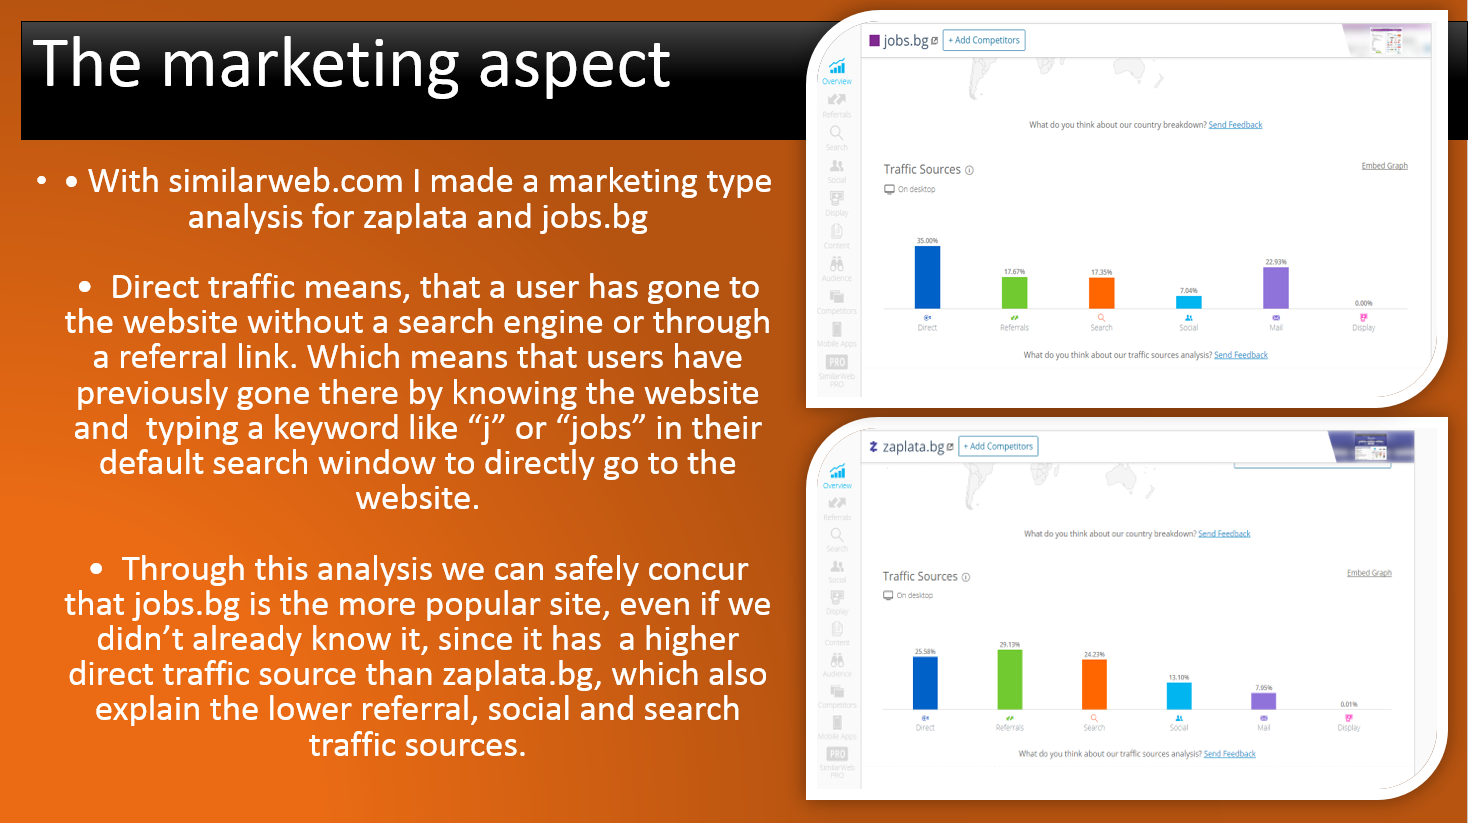 The marketing aspect
• • With similarweb.com I made a marketing type
analysis for zaplata and jobs.bg
• Direct traffic means, that a user has gone to
the website without a search engine or through
a referral link. Which means that users have
previously gone there by knowing the website
and typing a keyword like “j” or “jobs” in their
default search window to directly go to the
website.
• Through this analysis we can safely concur
that jobs.bg is the more popular site, even if we
didn’t already know it, since it has a higher
direct traffic source than zaplata.bg, which also
explain the lower referral, social and search
traffic sources.
jobs.bg + Add Competitors
Overview
Referrals
Search
Social
Display
Content
Audience
Competitors
Mobile Apps
PRO
SimilarWeb
PRO
What do you think about our country breakdown? Send Feedback
Traffic Sources
Embed Graph
On desktop
35.00% 17.67% 17.35% 7.04% 22.93% 0.00%
Direct Referrals Search Social Mail Display
What do you think about our traffic sources analysis? Send Feedback
zaplata.bg + Add Competitors
Overview
Referrals
Search
Social
Display
Content
Audience
Competitors
Mobile Apps
PRO
SimilarWeb
PRO
What do you think about our country breakdown? Send Feedback
Traffic Sources
Embed Graph
On desktop
25.58% 29.13% 24.23% 13.10% 7.95% 0.01%
Direct Referrals Search Social Mail Display
What do you think about our traffic sources analysis? Send Feedback